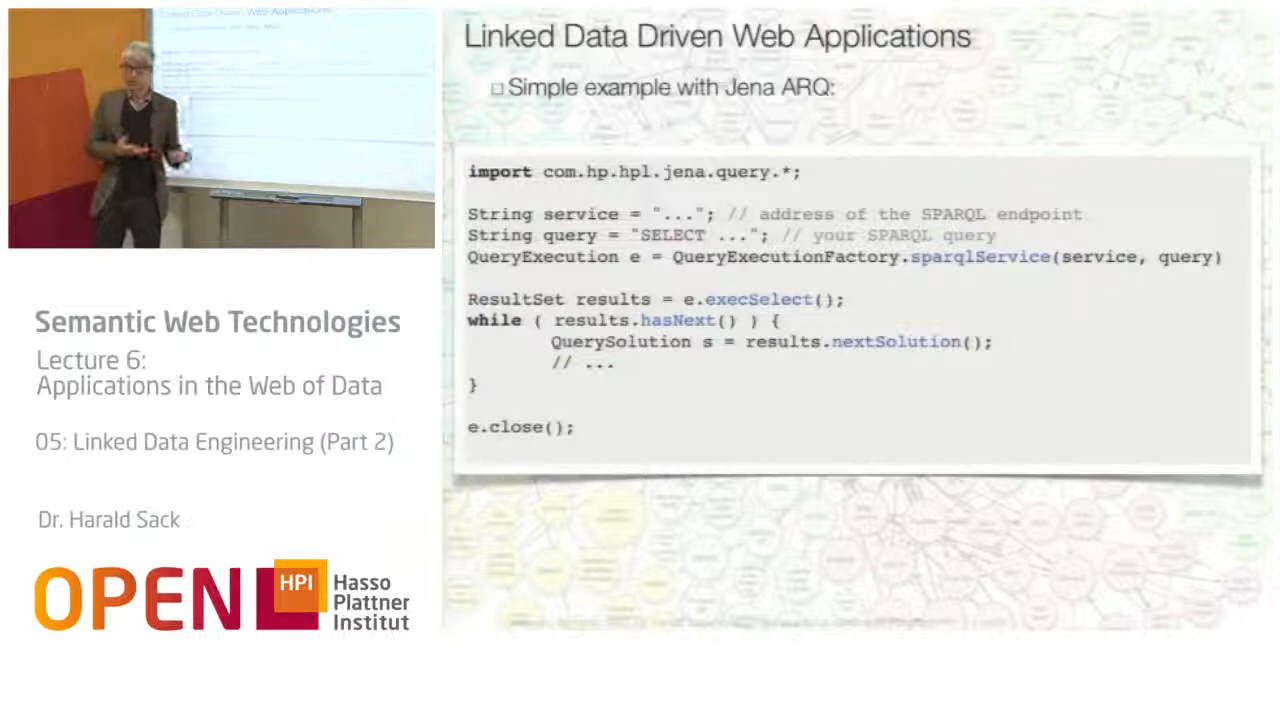 Linked Data Driven Web Applications
Simple example with Jena ARQ:
import com.hp.hpl.jena.query.*;
String service = "..."; // address of the SPARQL endpoint
String query = "SELECT ..."; // your SPARQL query
QueryExecution e = QueryExecutionFactory.sparqlService(service, query)
ResultSet results = e.execSelect();
while ( results.hasNext() ) {
QuerySolution s = results.nextSolution();
// ...
}
e.close();
Semantic Web Technologies
Lecture 6:
Applications in the Web of Data
05: Linked Data Engineering (Part 2)
Dr. Harald Sack
OPEN HPI
Hasso
Plattner
Institut